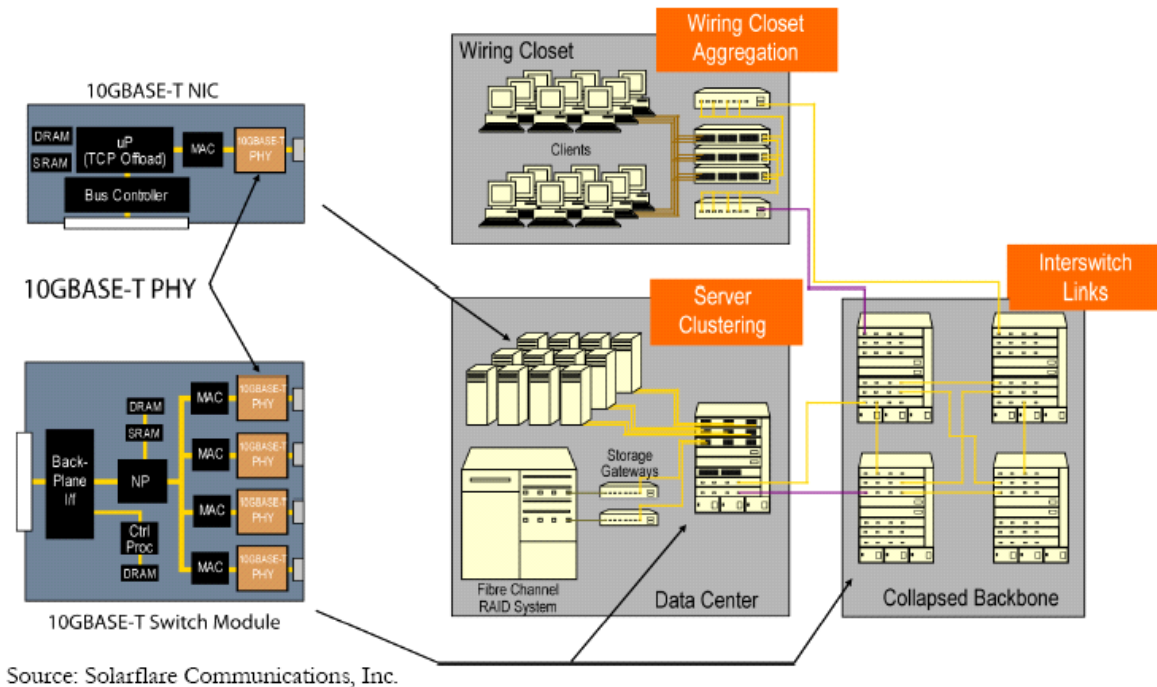 10GBASE-T NIC
DRAM
SRAM
uP
(TCP Offload)
MAC
10GBASE-T
PHY
Bus Controller
10GBASE-T PHY
Back-
Plane
I/f
NP
DRAM
SRAM
Ctrl
Proc
DRAM
MAC
10GBASE-T
PHY
MAC
10GBASE-T
PHY
MAC
10GBASE-T
PHY
MAC
10GBASE-T
PHY
10GBASE-T Switch Module
Wiring Closet
Wiring Closet
Aggregation
Clients
Server
Clustering
Storage
Gateways
Fibre Channel
RAID System
Data Center
Interswitch
Links
Collapsed Backbone
Source: Solarflare Communications, Inc.